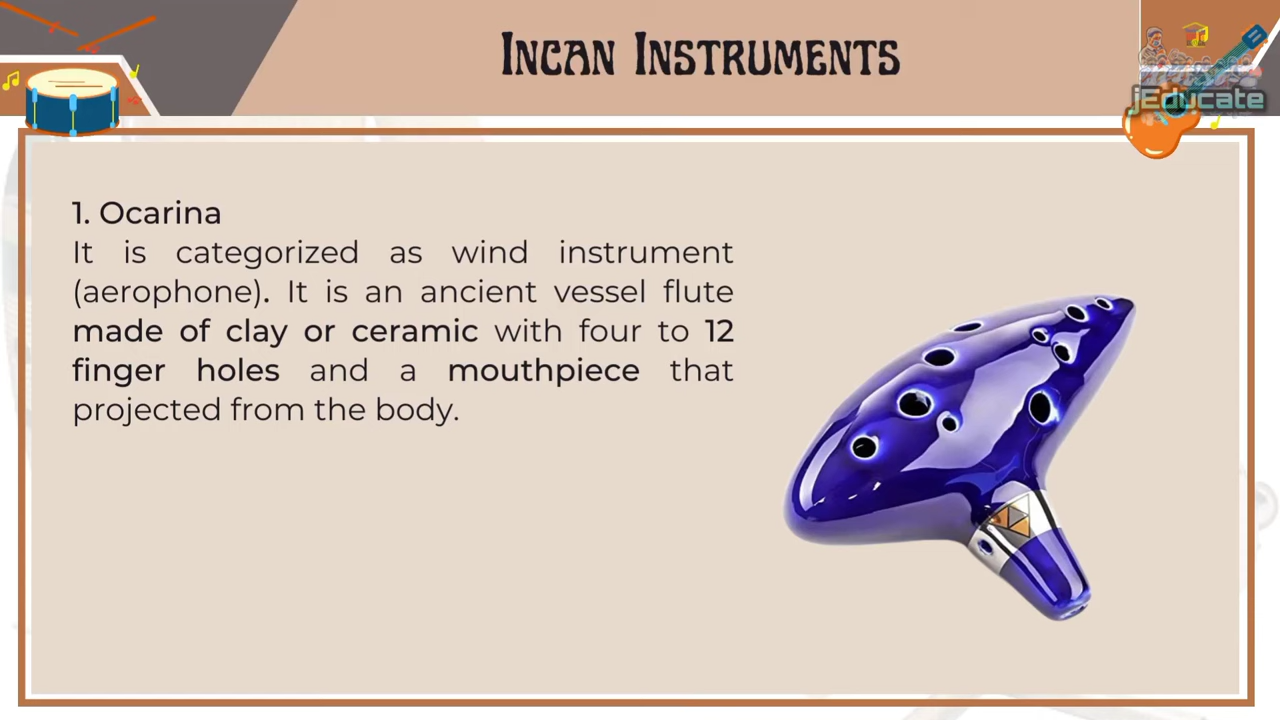 INCAN INSTRUMENTS
jEducate
1. Ocarina
It is categorized as wind instrument
(aerophone). It is an ancient vessel flute
made of clay or ceramic with four to 12
finger holes and a mouthpiece that
projected from the body.